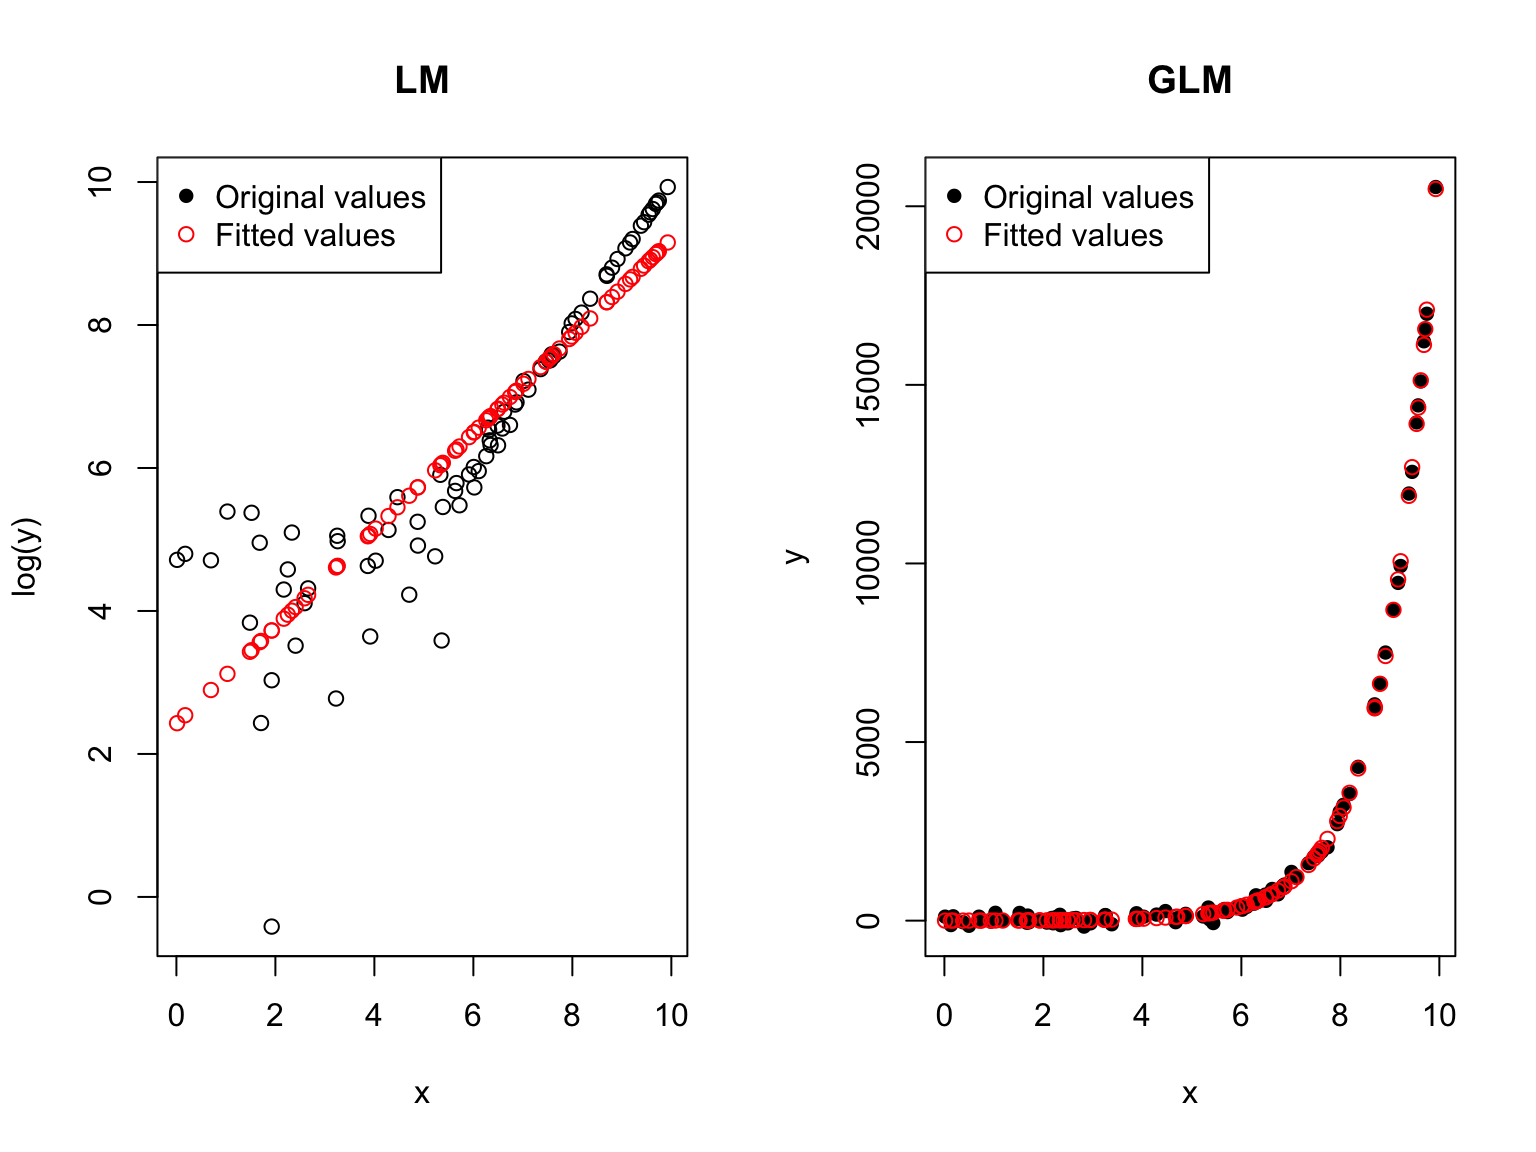 LM
Original values
Fitted values
log(y)
10
8
6
4
2
0
0 2 4 6 8 10
x
GLM
Original values
Fitted values
y
20000
15000
10000
5000
0
0 2 4 6 8 10
x